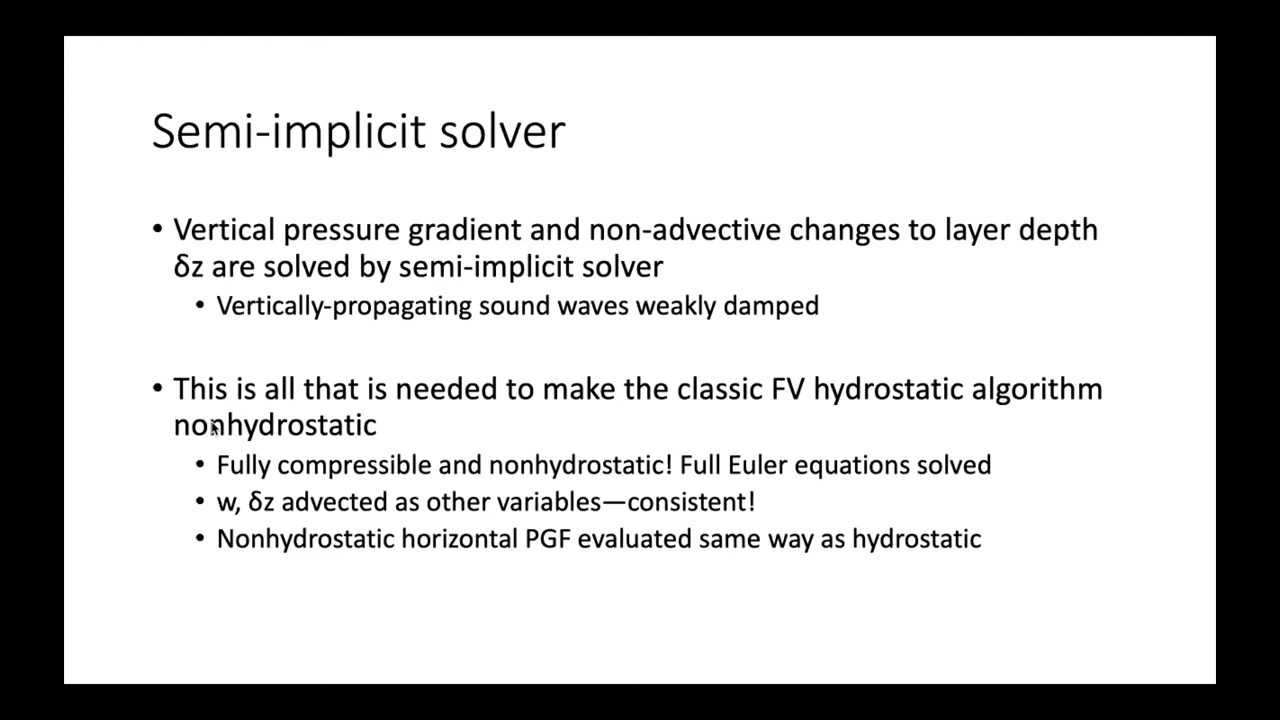 Semi-implicit solver
• Vertical pressure gradient and non-advective changes to layer depth
δz are solved by semi-implicit solver
• Vertically-propagating sound waves weakly damped
• This is all that is needed to make the classic FV hydrostatic algorithm
nonhydrostatic
• Fully compressible and nonhydrostatic! Full Euler equations solved
• w, δz advected as other variables—consistent!
• Nonhydrostatic horizontal PGF evaluated same way as hydrostatic